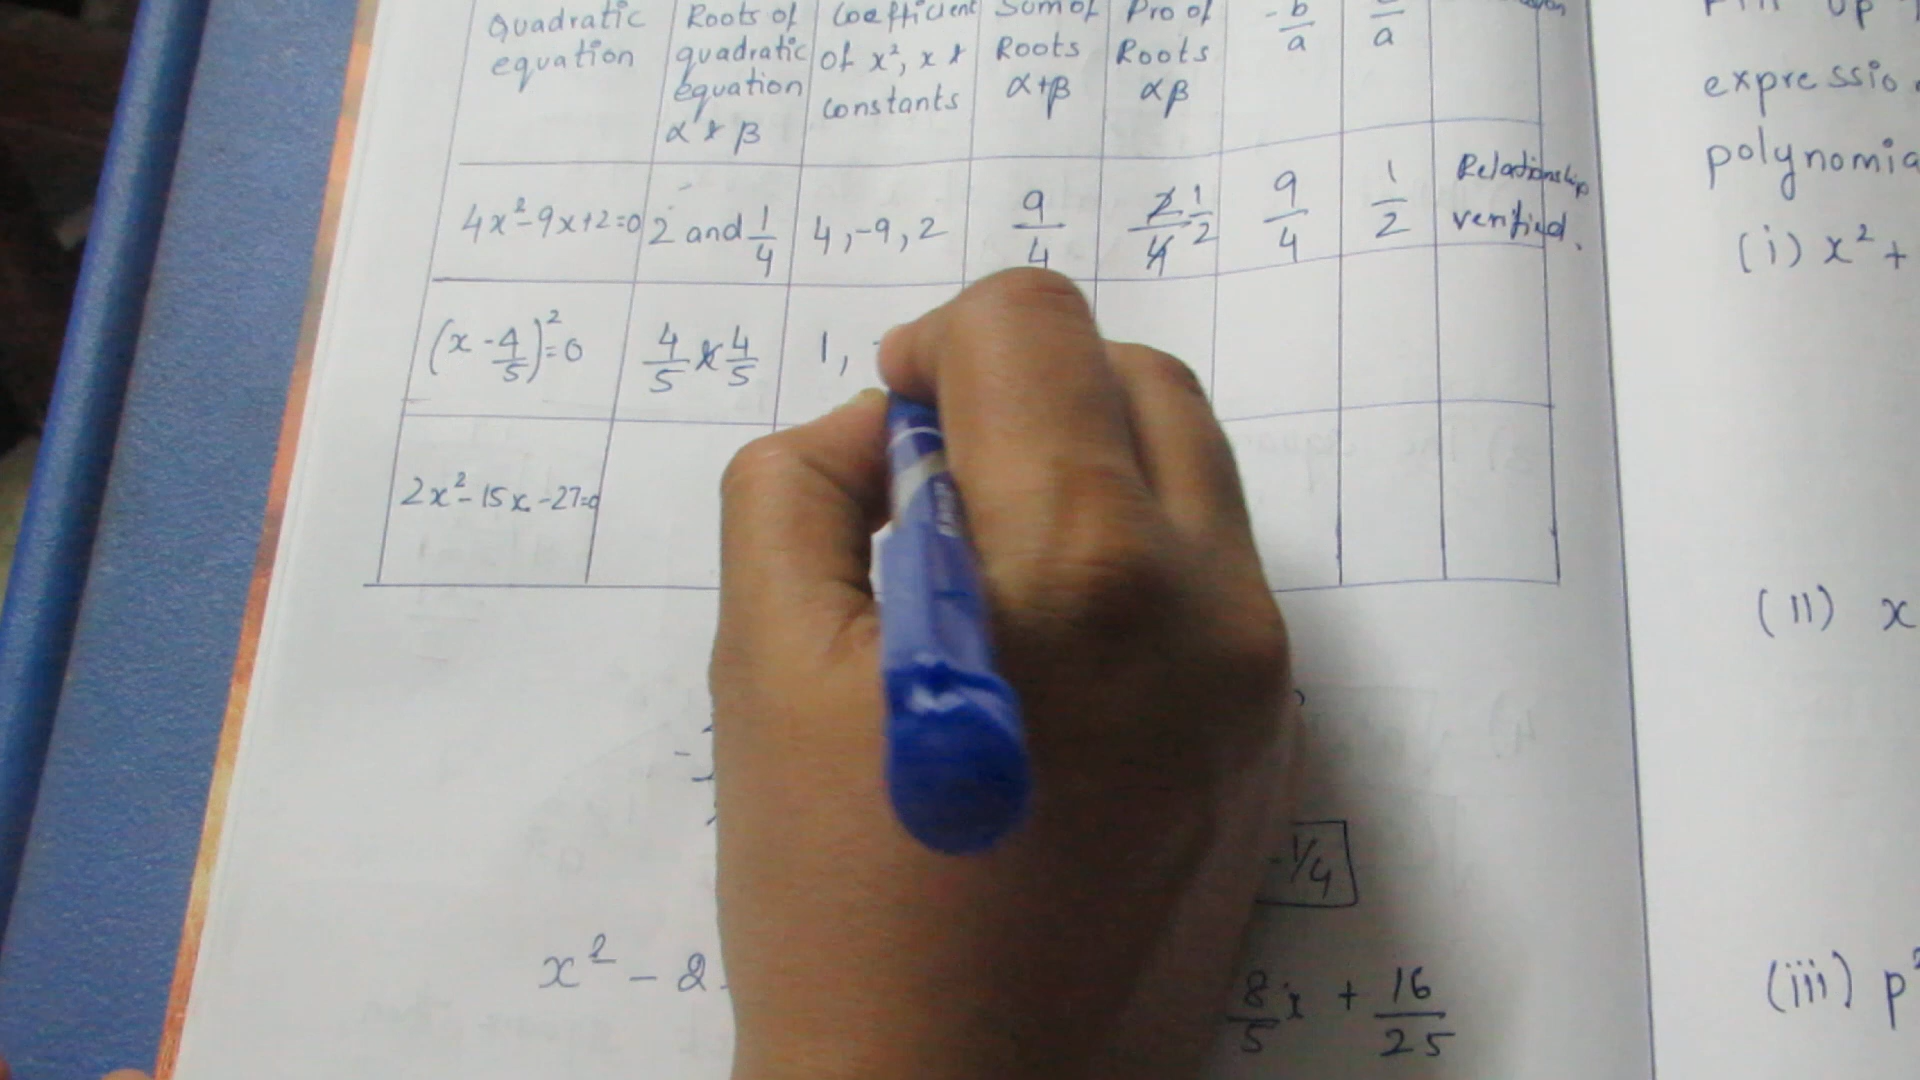 Quadratic equation
Roots of quadratic equation α & β
Coefficient of x², x & constants
Sum of Roots α+β
Pro of Roots αβ
-b/a
/a
4x²-9x+2=0
2 and 1/4
4, -9, 2
9/4
2/4 1/2
9/4
1/2
Relationship verified.
(x - 4/5)² = 0
4/5 & 4/5
1, -
2x²-15x-27=0
-1/4
x² - 2
8/5 x + 16/25
up
expressio
polynomia
(i) x² +
(ii) x
(iii) p²